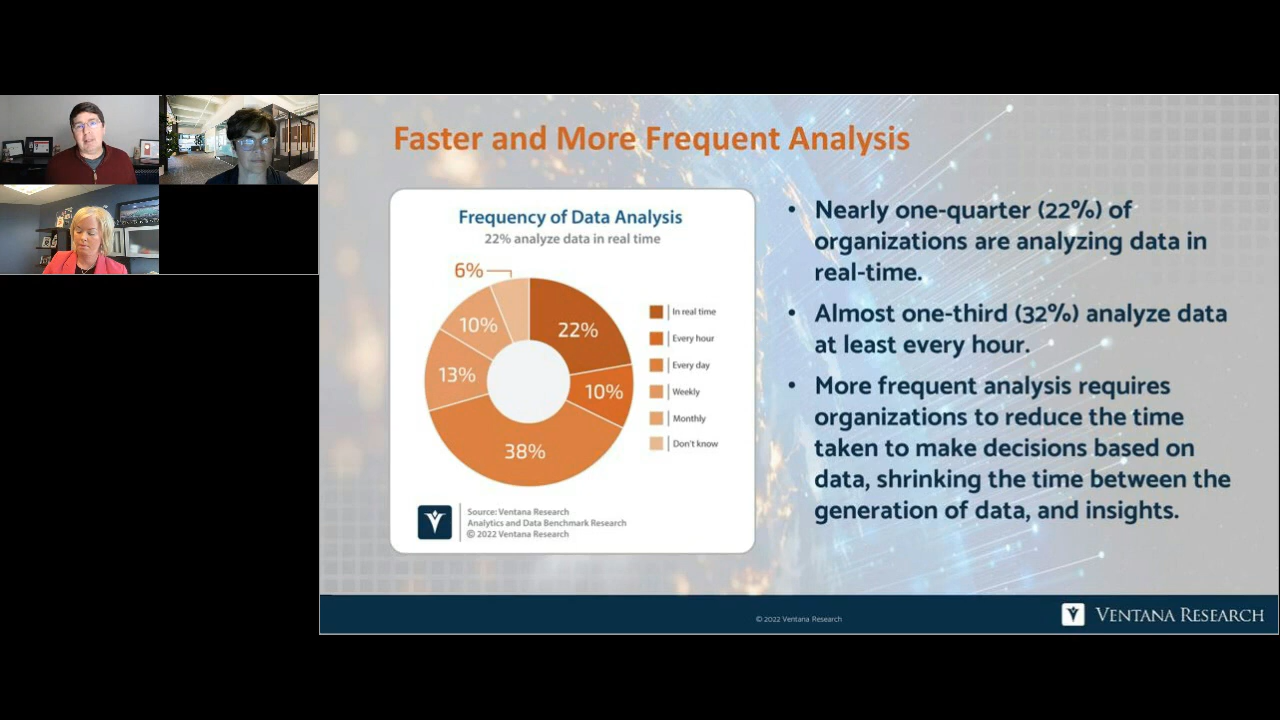 Faster and More Frequent Analysis
Frequency of Data Analysis
22% analyze data in real time
6%
22%
10%
10%
13%
38%
In real time
Every hour
Every day
Weekly
Monthly
Don't know
Source: Ventana Research
Analytics and Data Benchmark Research
© 2022 Ventana Research
• Nearly one-quarter (22%) of
organizations are analyzing data in
real-time.
• Almost one-third (32%) analyze data
at least every hour.
• More frequent analysis requires
organizations to reduce the time
taken to make decisions based on
data, shrinking the time between the
generation of data, and insights.
© 2022 Ventana Research
VENTANA RESEARCH